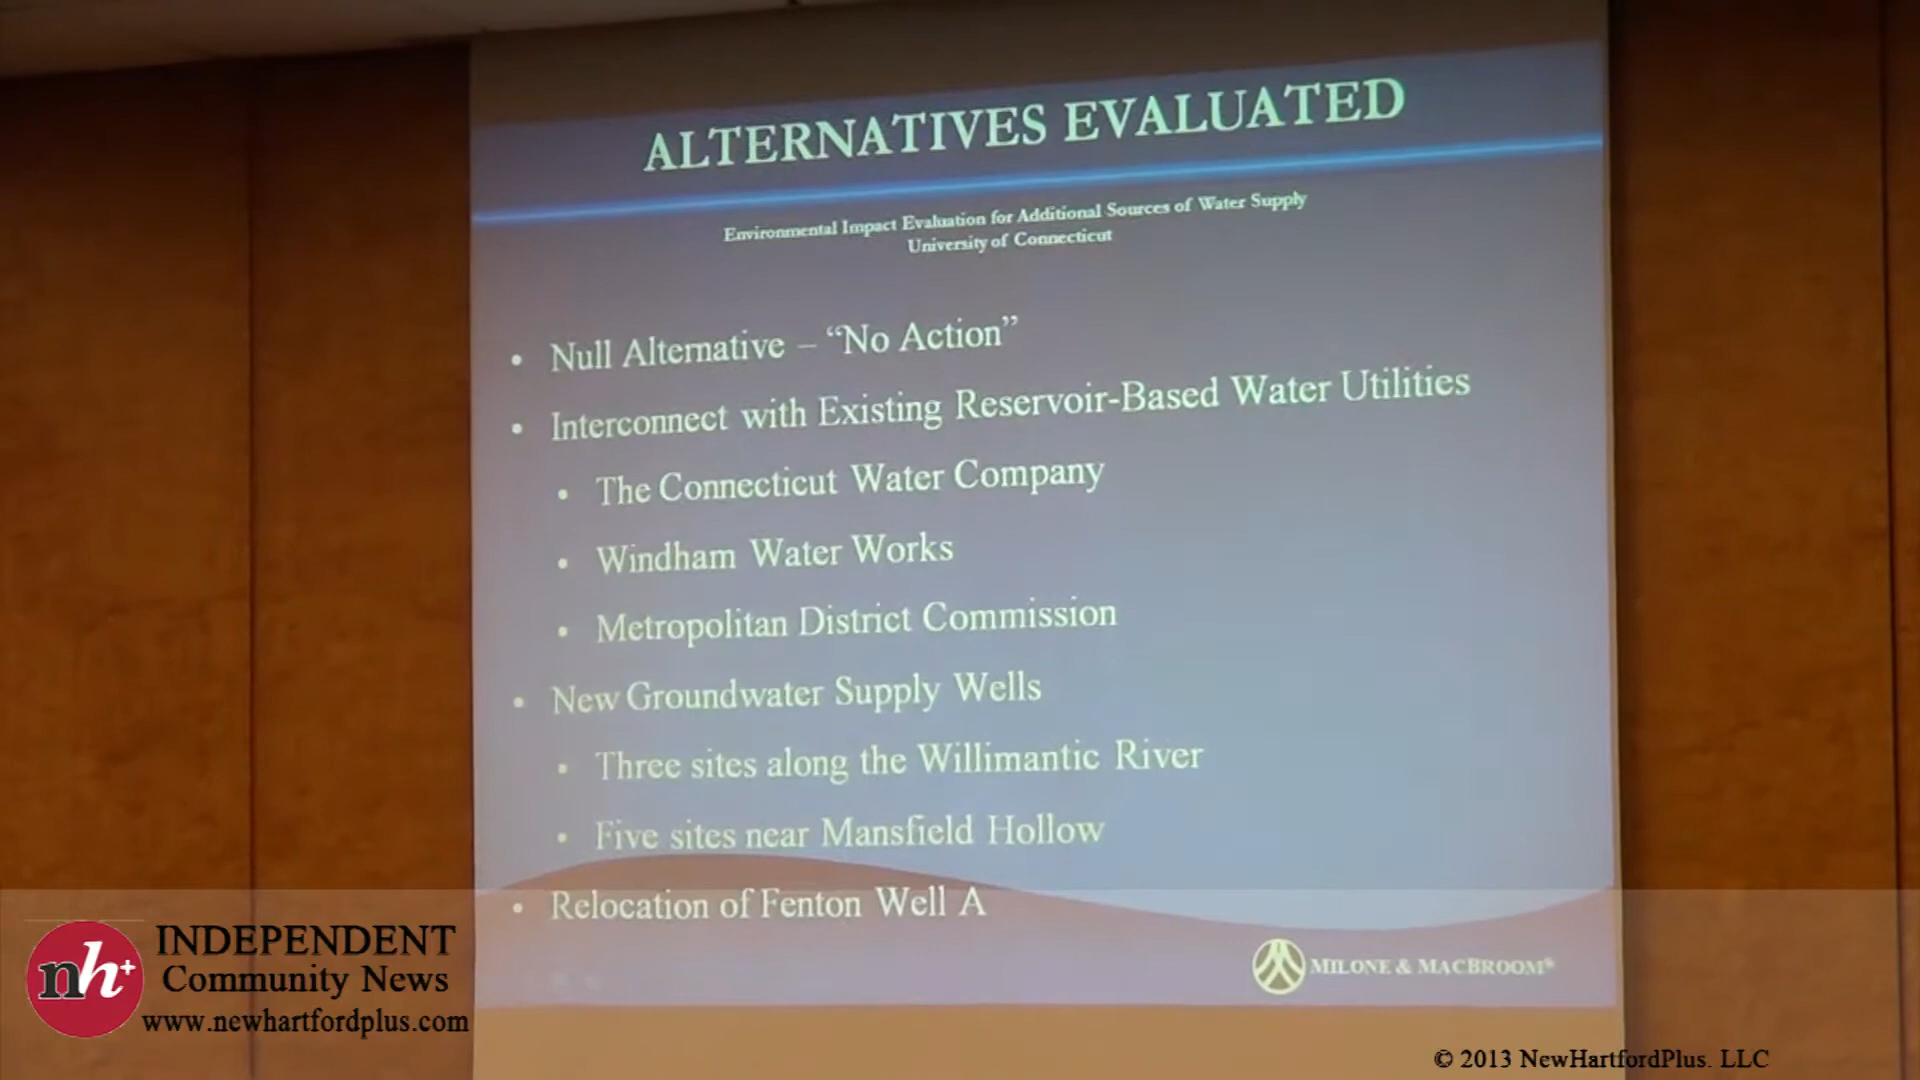 ALTERNATIVES EVALUATED
Environmental Impact Evaluation for Additional Sources of Water Supply
University of Connecticut
• Null Alternative – “No Action”
• Interconnect with Existing Reservoir-Based Water Utilities
• The Connecticut Water Company
• Windham Water Works
• Metropolitan District Commission
• New Groundwater Supply Wells
• Three sites along the Willimantic River
• Five sites near Mansfield Hollow
• Relocation of Fenton Well A
MILONE & MACBROOM®
nh+
INDEPENDENT
Community News
www.newhartfordplus.com
© 2013 NewHartfordPlus. LLC